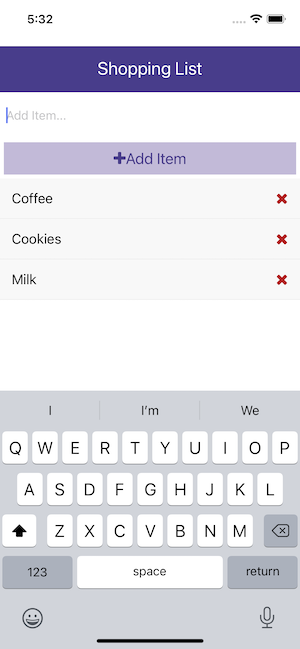 5:32
Shopping List
Add Item...
+Add Item
Coffee
Cookies
Milk
I I'm We
Q W E R T Y U I O P
A S D F G H J K L
Z X C V B N M
123 space return